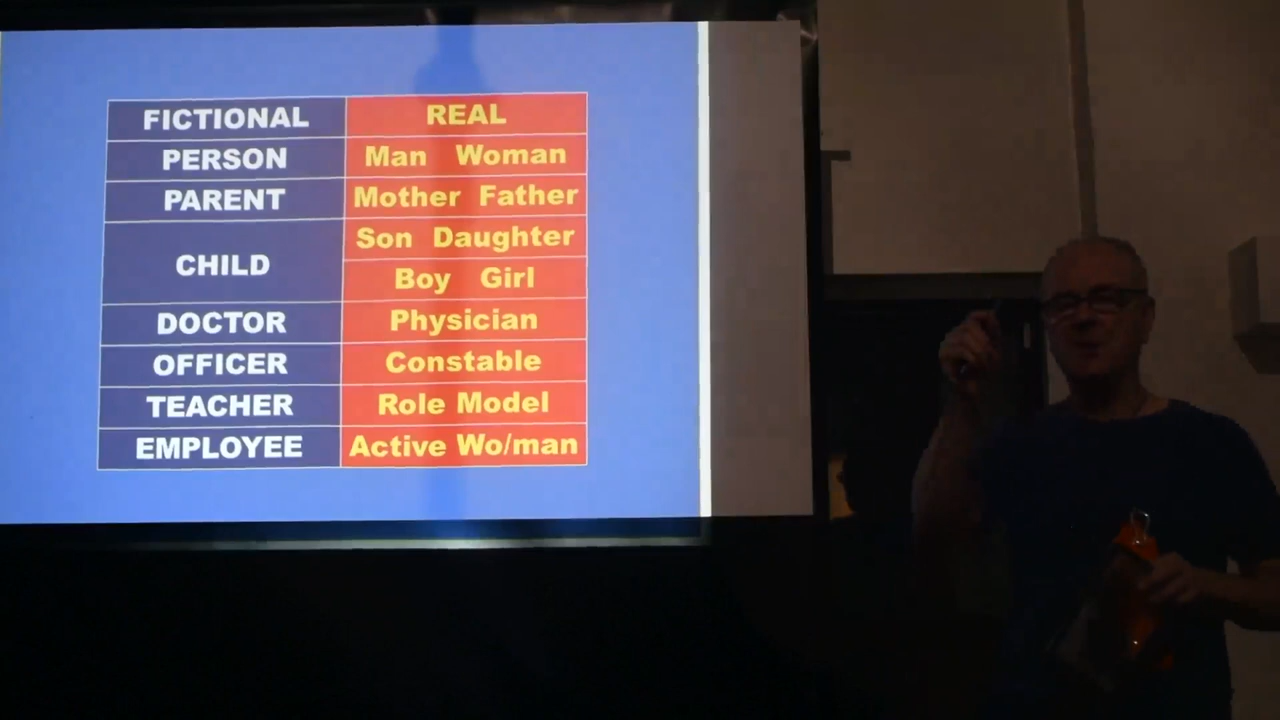 FICTIONAL REAL
PERSON Man Woman
PARENT Mother Father
CHILD Son Daughter
Boy Girl
DOCTOR Physician
OFFICER Constable
TEACHER Role Model
EMPLOYEE Active Wo/man